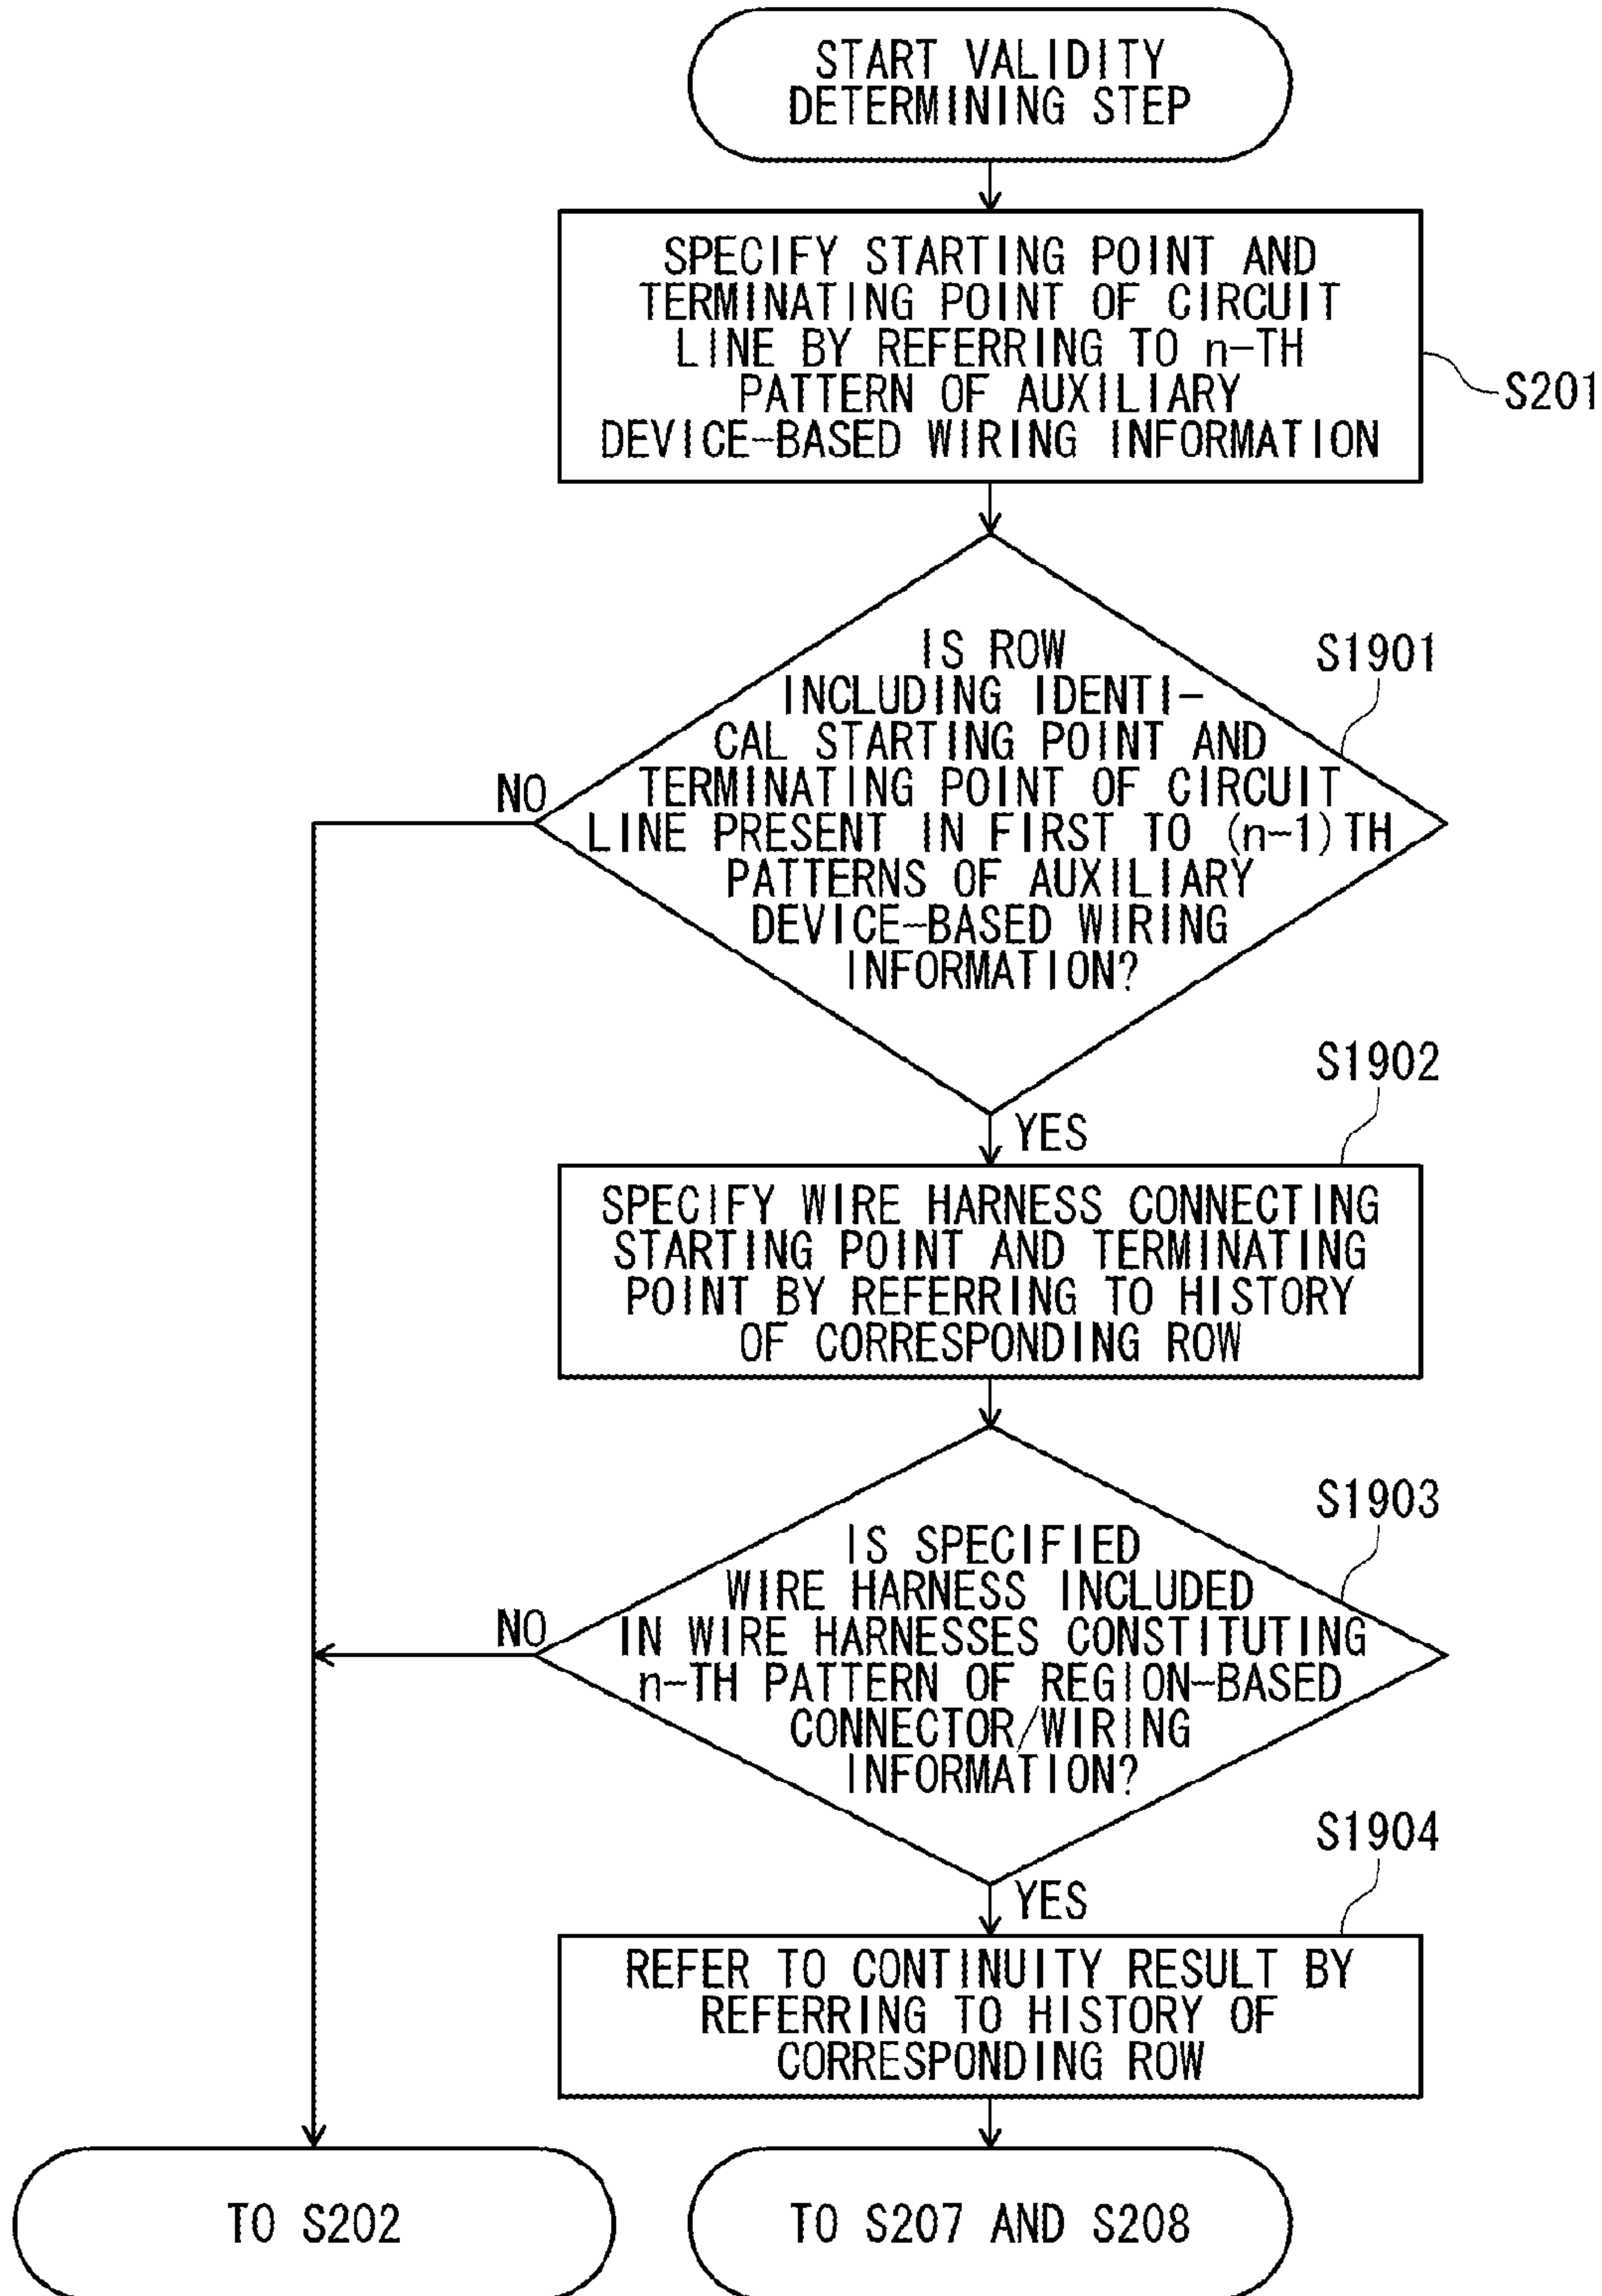 START VALIDITY
DETERMINING STEP
SPECIFY STARTING POINT AND
TERMINATING POINT OF CIRCUIT
LINE BY REFERRING TO n-TH
PATTERN OF AUXILIARY
DEVICE-BASED WIRING INFORMATION
S201
IS ROW
INCLUDING IDENTI-
CAL STARTING POINT AND
TERMINATING POINT OF CIRCUIT
LINE PRESENT IN FIRST TO (n-1)TH
PATTERNS OF AUXILIARY
DEVICE-BASED WIRING
INFORMATION?
S1901
NO
YES
S1902
SPECIFY WIRE HARNESS CONNECTING
STARTING POINT AND TERMINATING
POINT BY REFERRING TO HISTORY
OF CORRESPONDING ROW
S1903
IS SPECIFIED
WIRE HARNESS INCLUDED
IN WIRE HARNESSES CONSTITUTING
n-TH PATTERN OF REGION-BASED
CONNECTOR/WIRING
INFORMATION?
NO
YES
S1904
REFER TO CONTINUITY RESULT BY
REFERRING TO HISTORY OF
CORRESPONDING ROW
TO S202
TO S207 AND S208